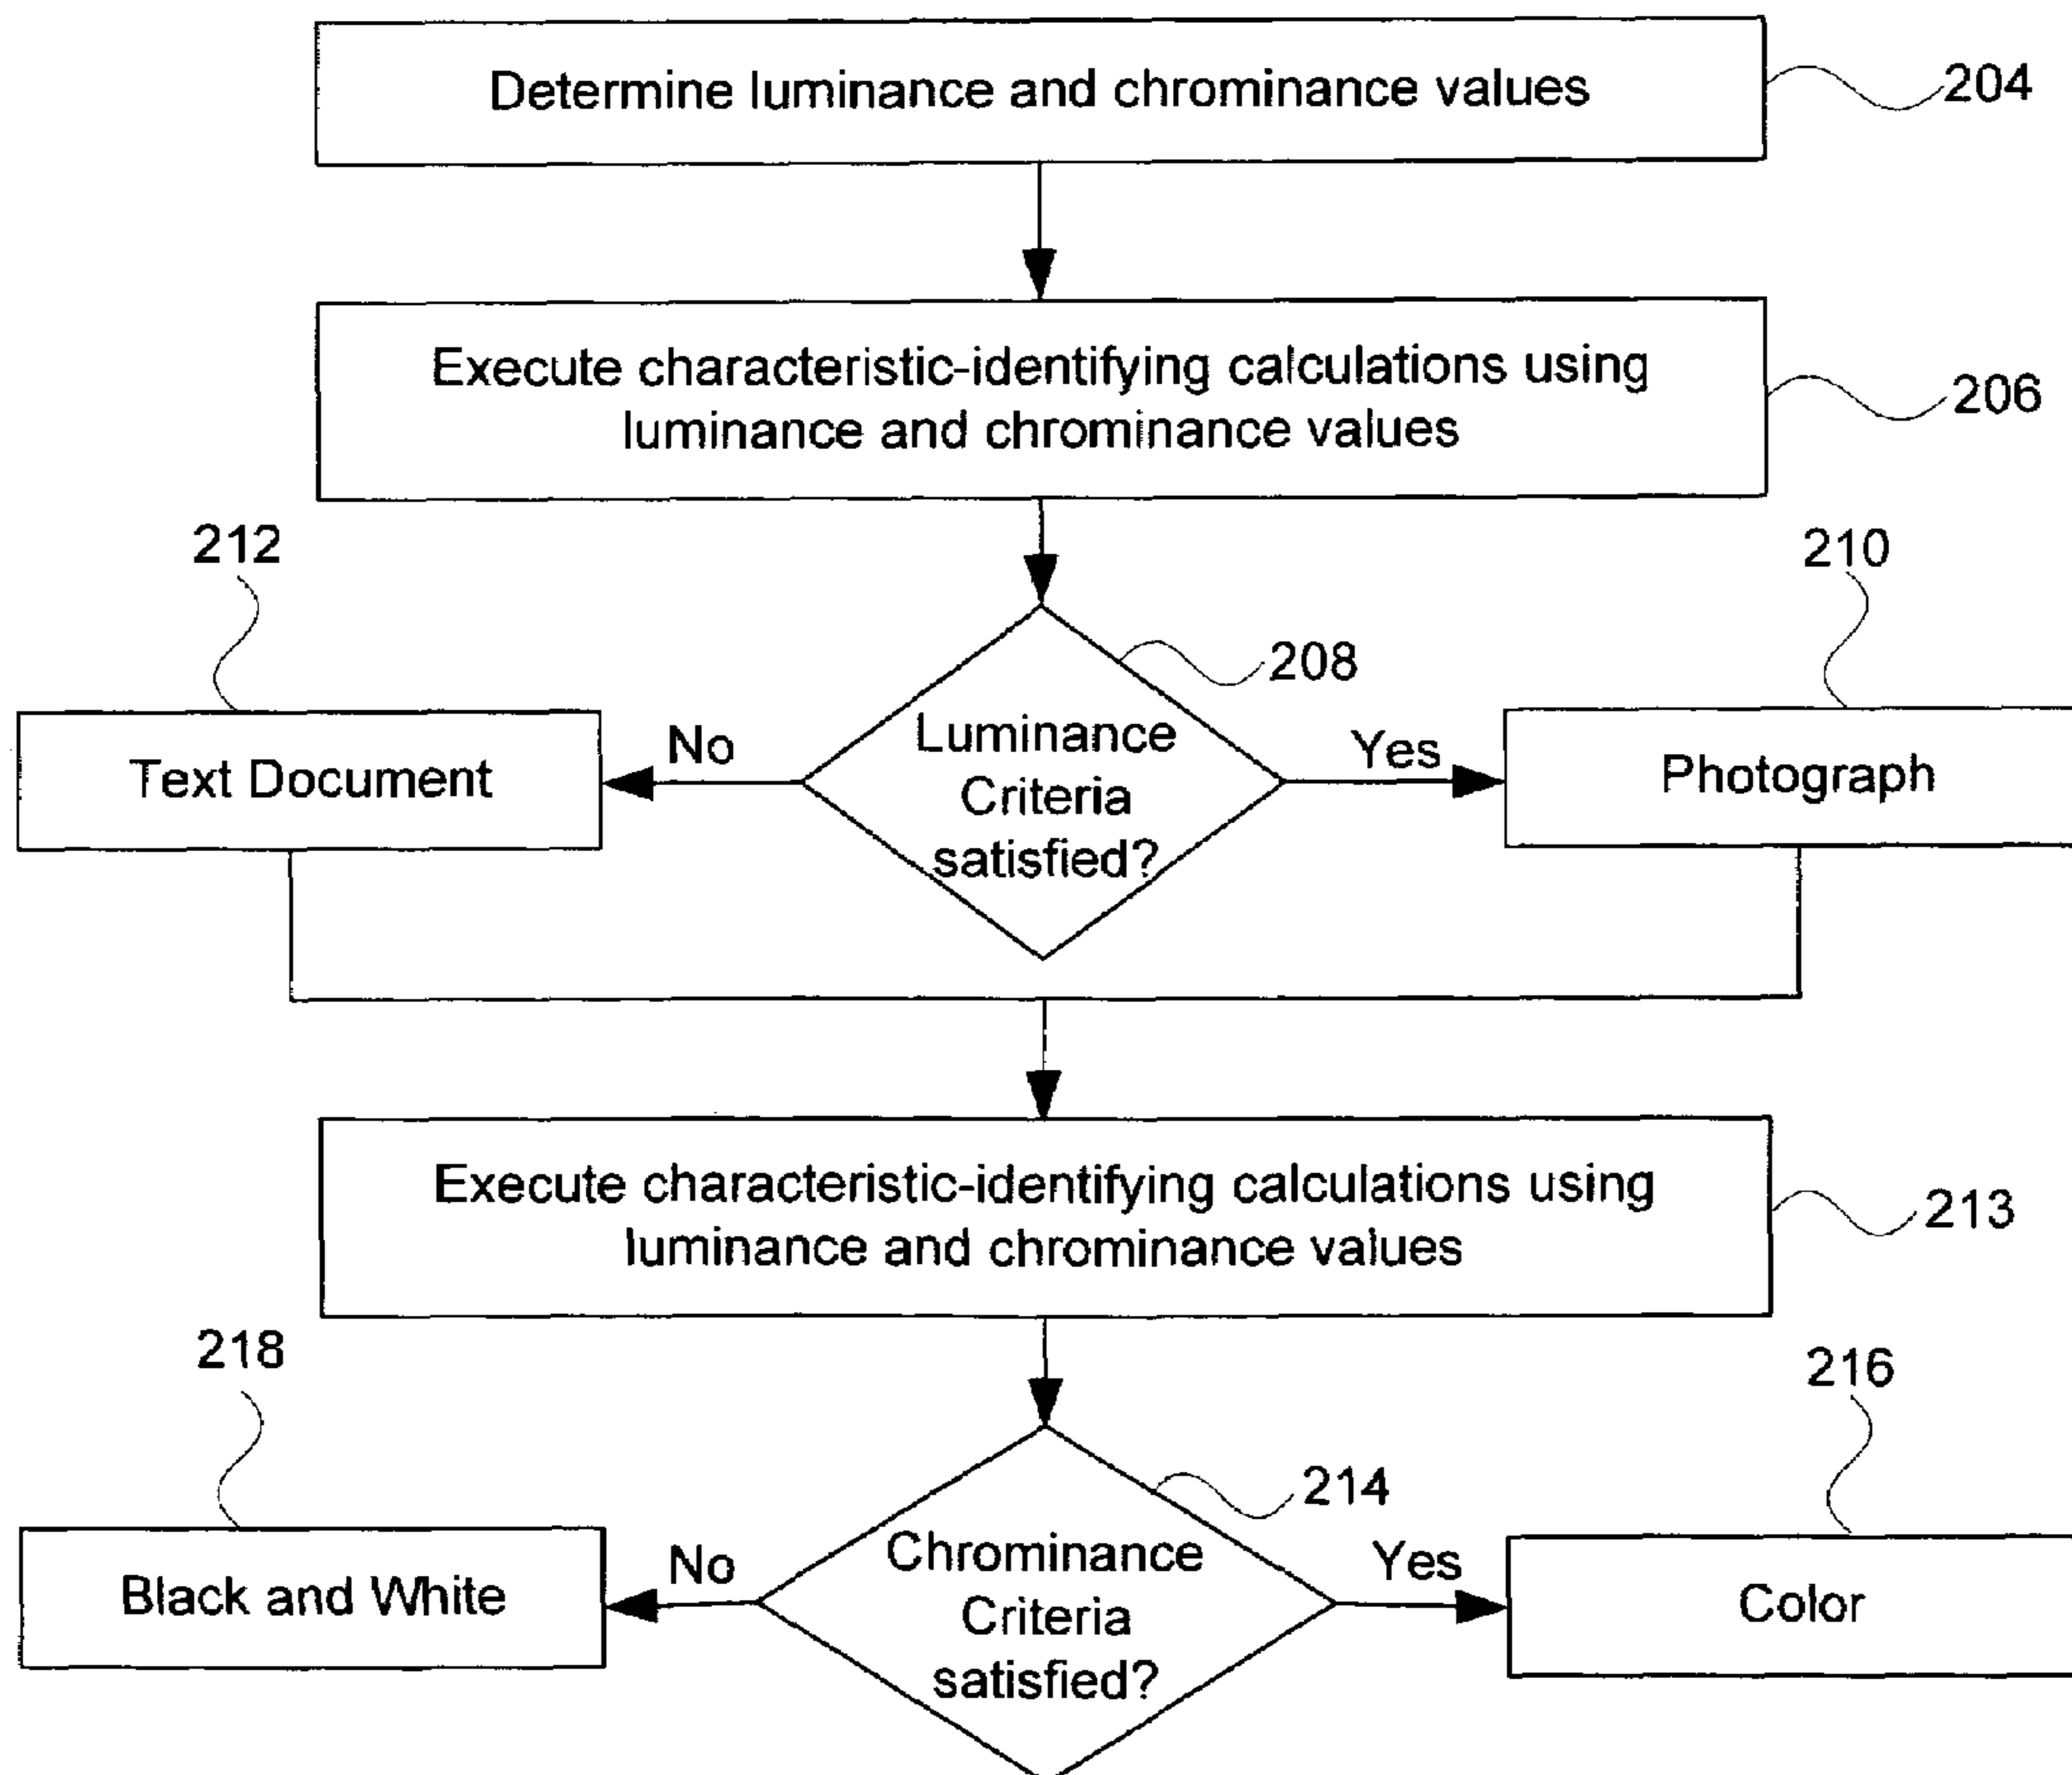 Determine luminance and chrominance values
204
Execute characteristic-identifying calculations using
luminance and chrominance values
206
212
210
208
Luminance
Criteria
satisfied?
No
Yes
Text Document
Photograph
Execute characteristic-identifying calculations using
luminance and chrominance values
213
218
216
214
Chrominance
Criteria
satisfied?
No
Yes
Black and White
Color